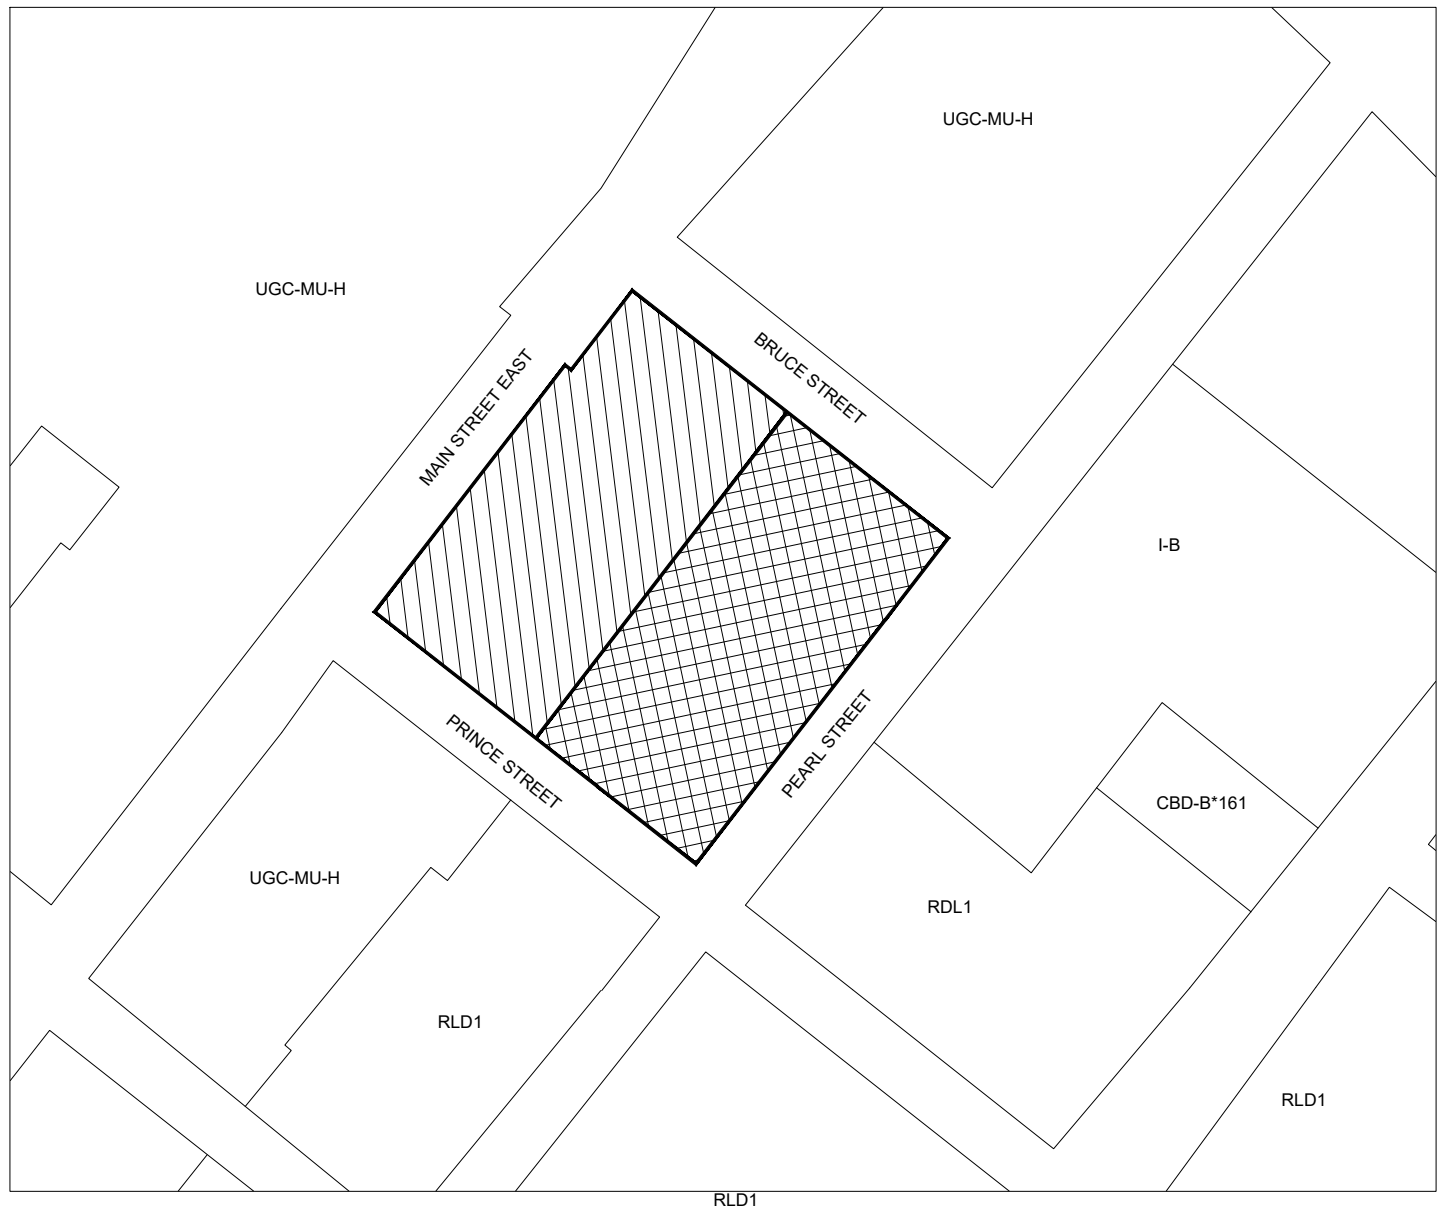 UGC-MU-H
UGC-MU-H
BRUCE STREET
MAIN STREET EAST
I-B
PEARL STREET
PRINCE STREET
CBD-B*161
UGC-MU-H
RDL1
RLD1
RLD1
RLD1